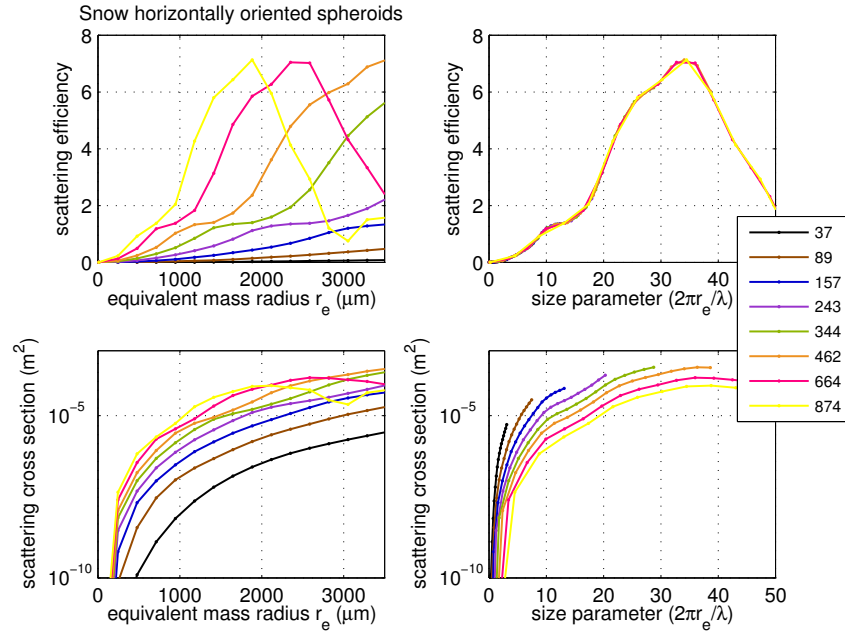 Snow horizontally oriented spheroids
8
6
4
2
0
scattering efficiency
0 1000 2000 3000
equivalent mass radius r_e (μm)
8
6
4
2
0
scattering efficiency
0 10 20 30 40
size parameter (2πr_e/λ)
37
89
157
243
344
462
664
874
10^-5
10^-10
scattering cross section (m²)
0 1000 2000 3000
equivalent mass radius r_e (μm)
10^-5
10^-10
scattering cross section (m²)
0 10 20 30 40 50
size parameter (2πr_e/λ)